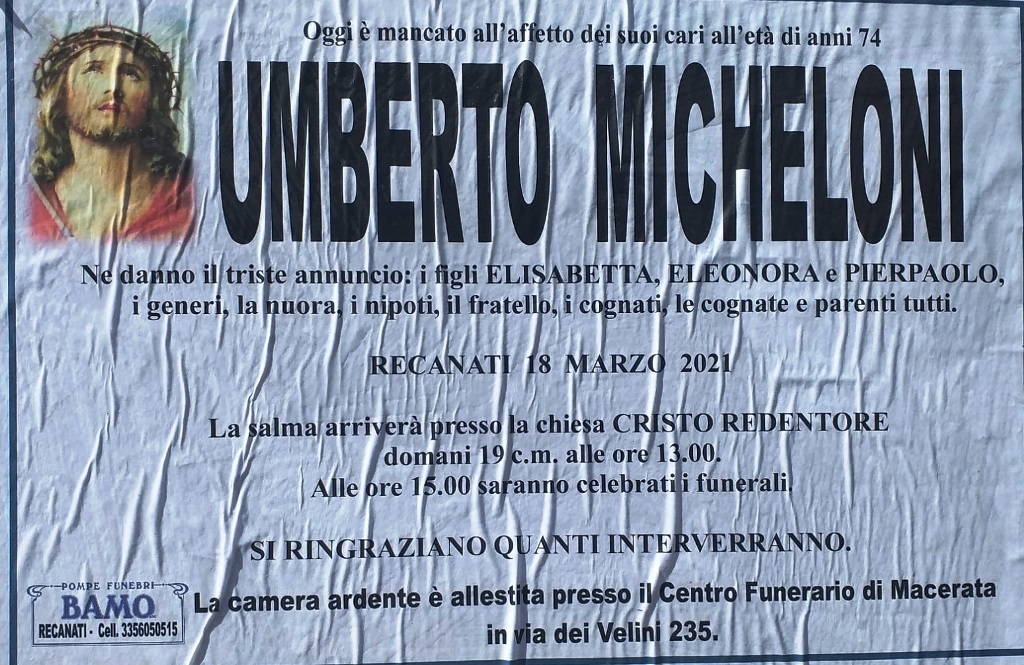 Oggi è mancato all'affetto dei suoi cari all'età di anni 74
UMBERTO MICHELONI
Ne danno il triste annuncio: i figli ELISABETTA, ELEONORA e PIERPAOLO,
i generi, la nuora, i nipoti, il fratello, i cognati, le cognate e parenti tutti.
RECANATI 18 MARZO 2021
La salma arriverà presso la chiesa CRISTO REDENTORE
domani 19 c.m. alle ore 13.00.
Alle ore 15.00 saranno celebrati i funerali.
SI RINGRAZIANO QUANTI INTERVERRANNO.
La camera ardente è allestita presso il Centro Funerario di Macerata
in via dei Velini 235.
POMPE FUNEBRI
BAMO
RECANATI - Cell. 3356050515